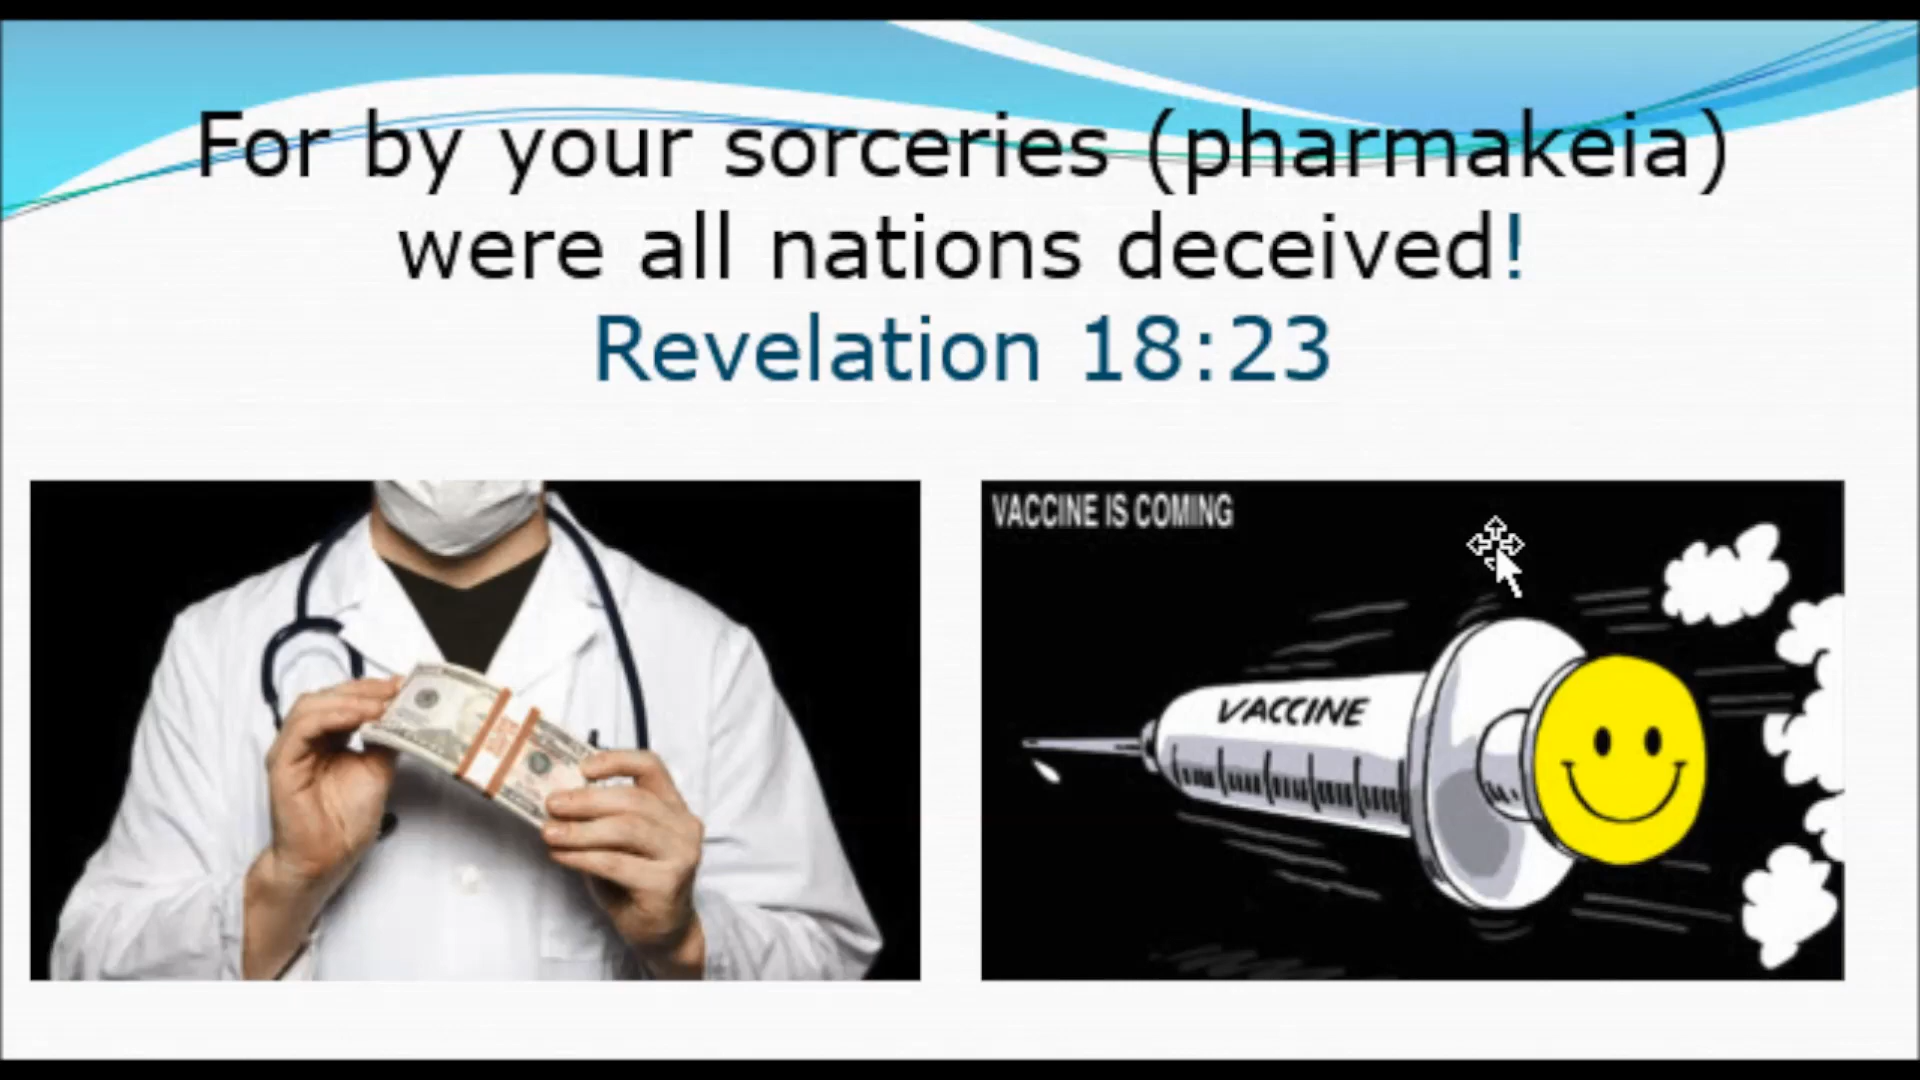 For by your sorceries (pharmakeia)
were all nations deceived!
Revelation 18:23
VACCINE IS COMING
VACCINE